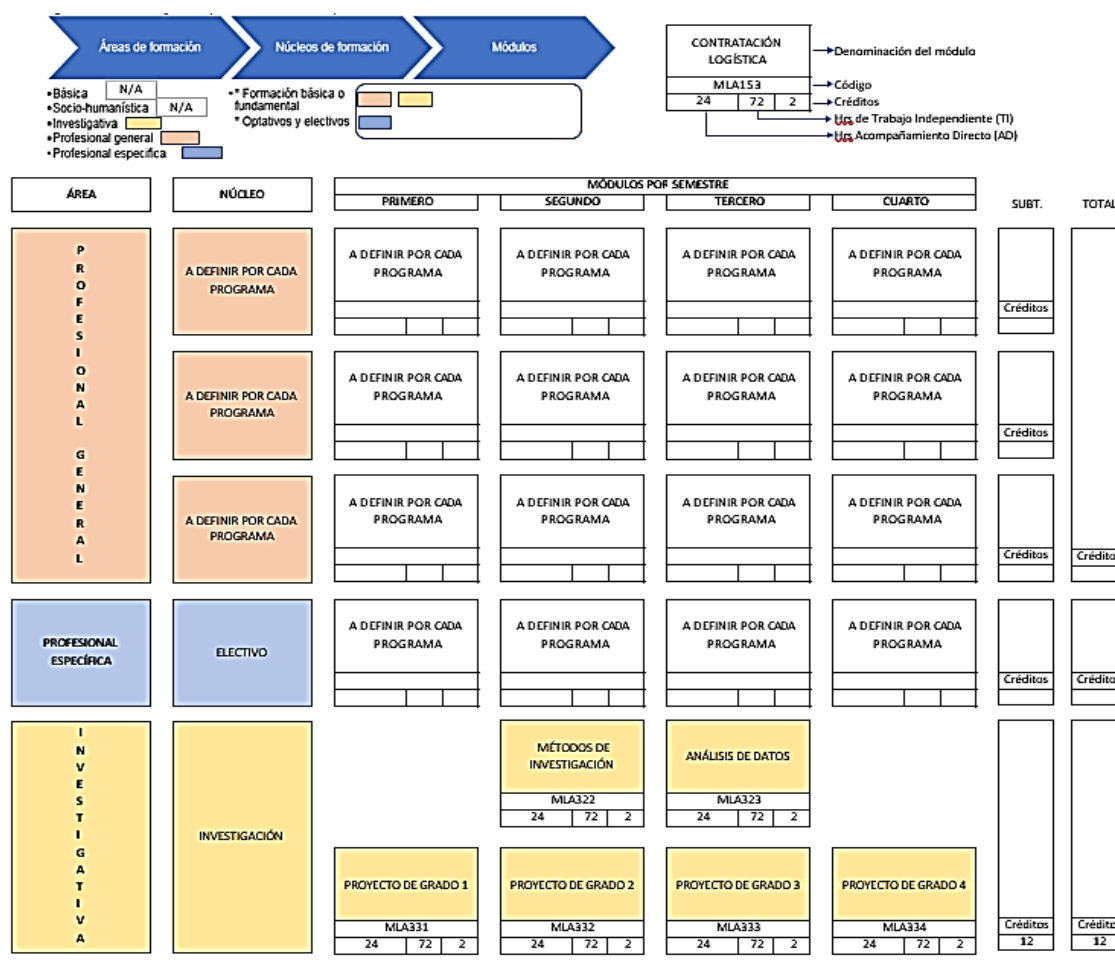 Áreas de formación
Núcleos de formación
Módulos
•Básica
N/A
•Socio-humanística
N/A
•Investigativa
•Profesional general
•Profesional especifica
•* Formación básica o
fundamental
* Optativos y electivos
CONTRATACIÓN
LOGÍSTICA
MLA153
24 72 2
Denominación del módulo
Código
Créditos
Hrs de Trabajo Independiente (TI)
Hrs Acompañamiento Directo (AD)
ÁREA
NÚCLEO
MÓDULOS POR SEMESTRE
PRIMERO SEGUNDO TERCERO CUARTO
SUBT. TOTAL
PROFESIONAL GENERAL
A DEFINIR POR CADA
PROGRAMA
A DEFINIR POR CADA
PROGRAMA
A DEFINIR POR CADA
PROGRAMA
A DEFINIR POR CADA
PROGRAMA
A DEFINIR POR CADA
PROGRAMA
Créditos
A DEFINIR POR CADA
PROGRAMA
A DEFINIR POR CADA
PROGRAMA
A DEFINIR POR CADA
PROGRAMA
A DEFINIR POR CADA
PROGRAMA
A DEFINIR POR CADA
PROGRAMA
Créditos
A DEFINIR POR CADA
PROGRAMA
A DEFINIR POR CADA
PROGRAMA
A DEFINIR POR CADA
PROGRAMA
A DEFINIR POR CADA
PROGRAMA
A DEFINIR POR CADA
PROGRAMA
Créditos
Crédito
PROFESIONAL
ESPECÍFICA
ELECTIVO
A DEFINIR POR CADA
PROGRAMA
A DEFINIR POR CADA
PROGRAMA
A DEFINIR POR CADA
PROGRAMA
A DEFINIR POR CADA
PROGRAMA
Créditos
Crédito
INVESTIGATIVA
INVESTIGACIÓN
MÉTODOS DE
INVESTIGACIÓN
MLA322
24 72 2
ANÁLISIS DE DATOS
MLA323
24 72 2
PROYECTO DE GRADO 1
MLA331
24 72 2
PROYECTO DE GRADO 2
MLA332
24 72 2
PROYECTO DE GRADO 3
MLA333
24 72 2
PROYECTO DE GRADO 4
MLA334
24 72 2
Créditos
12
Crédito
12